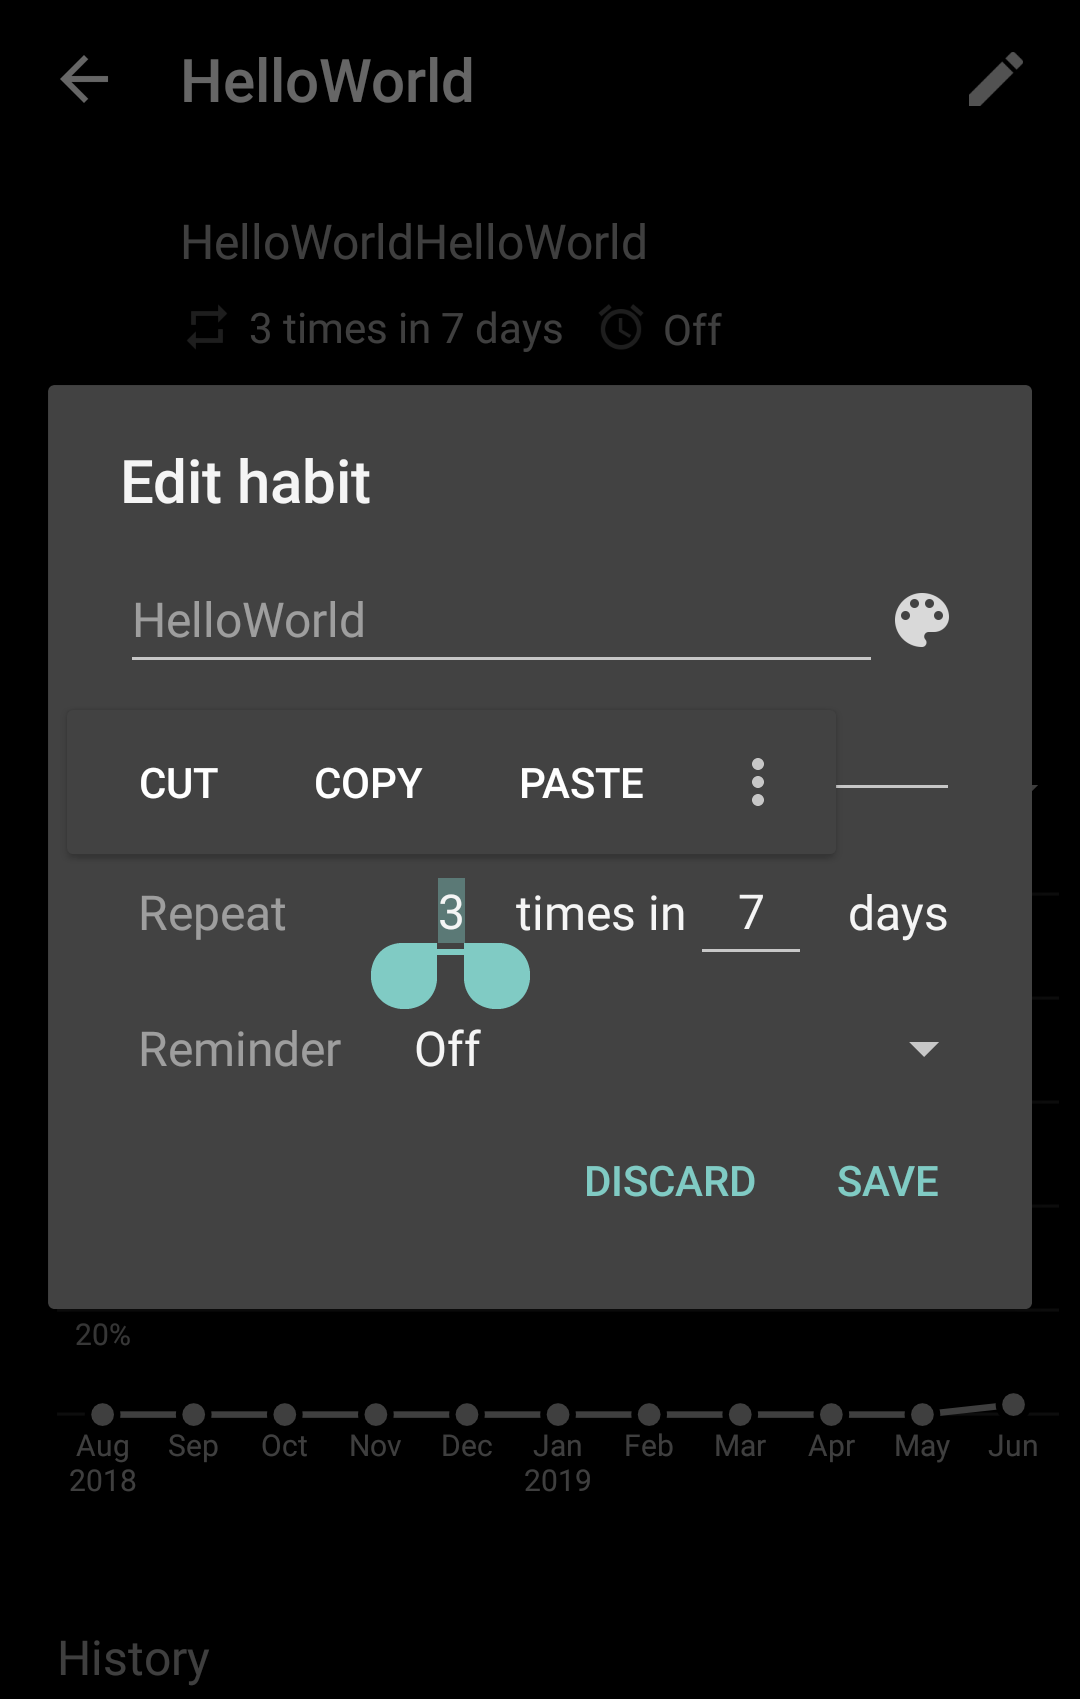 HelloWorld
HelloWorldHelloWorld
3 times in 7 days Off
Edit habit
HelloWorld
CUT COPY PASTE
Repeat 3 times in 7 days
Reminder Off
DISCARD SAVE
20%
Aug Sep Oct Nov Dec Jan Feb Mar Apr May Jun
2018 2019
History